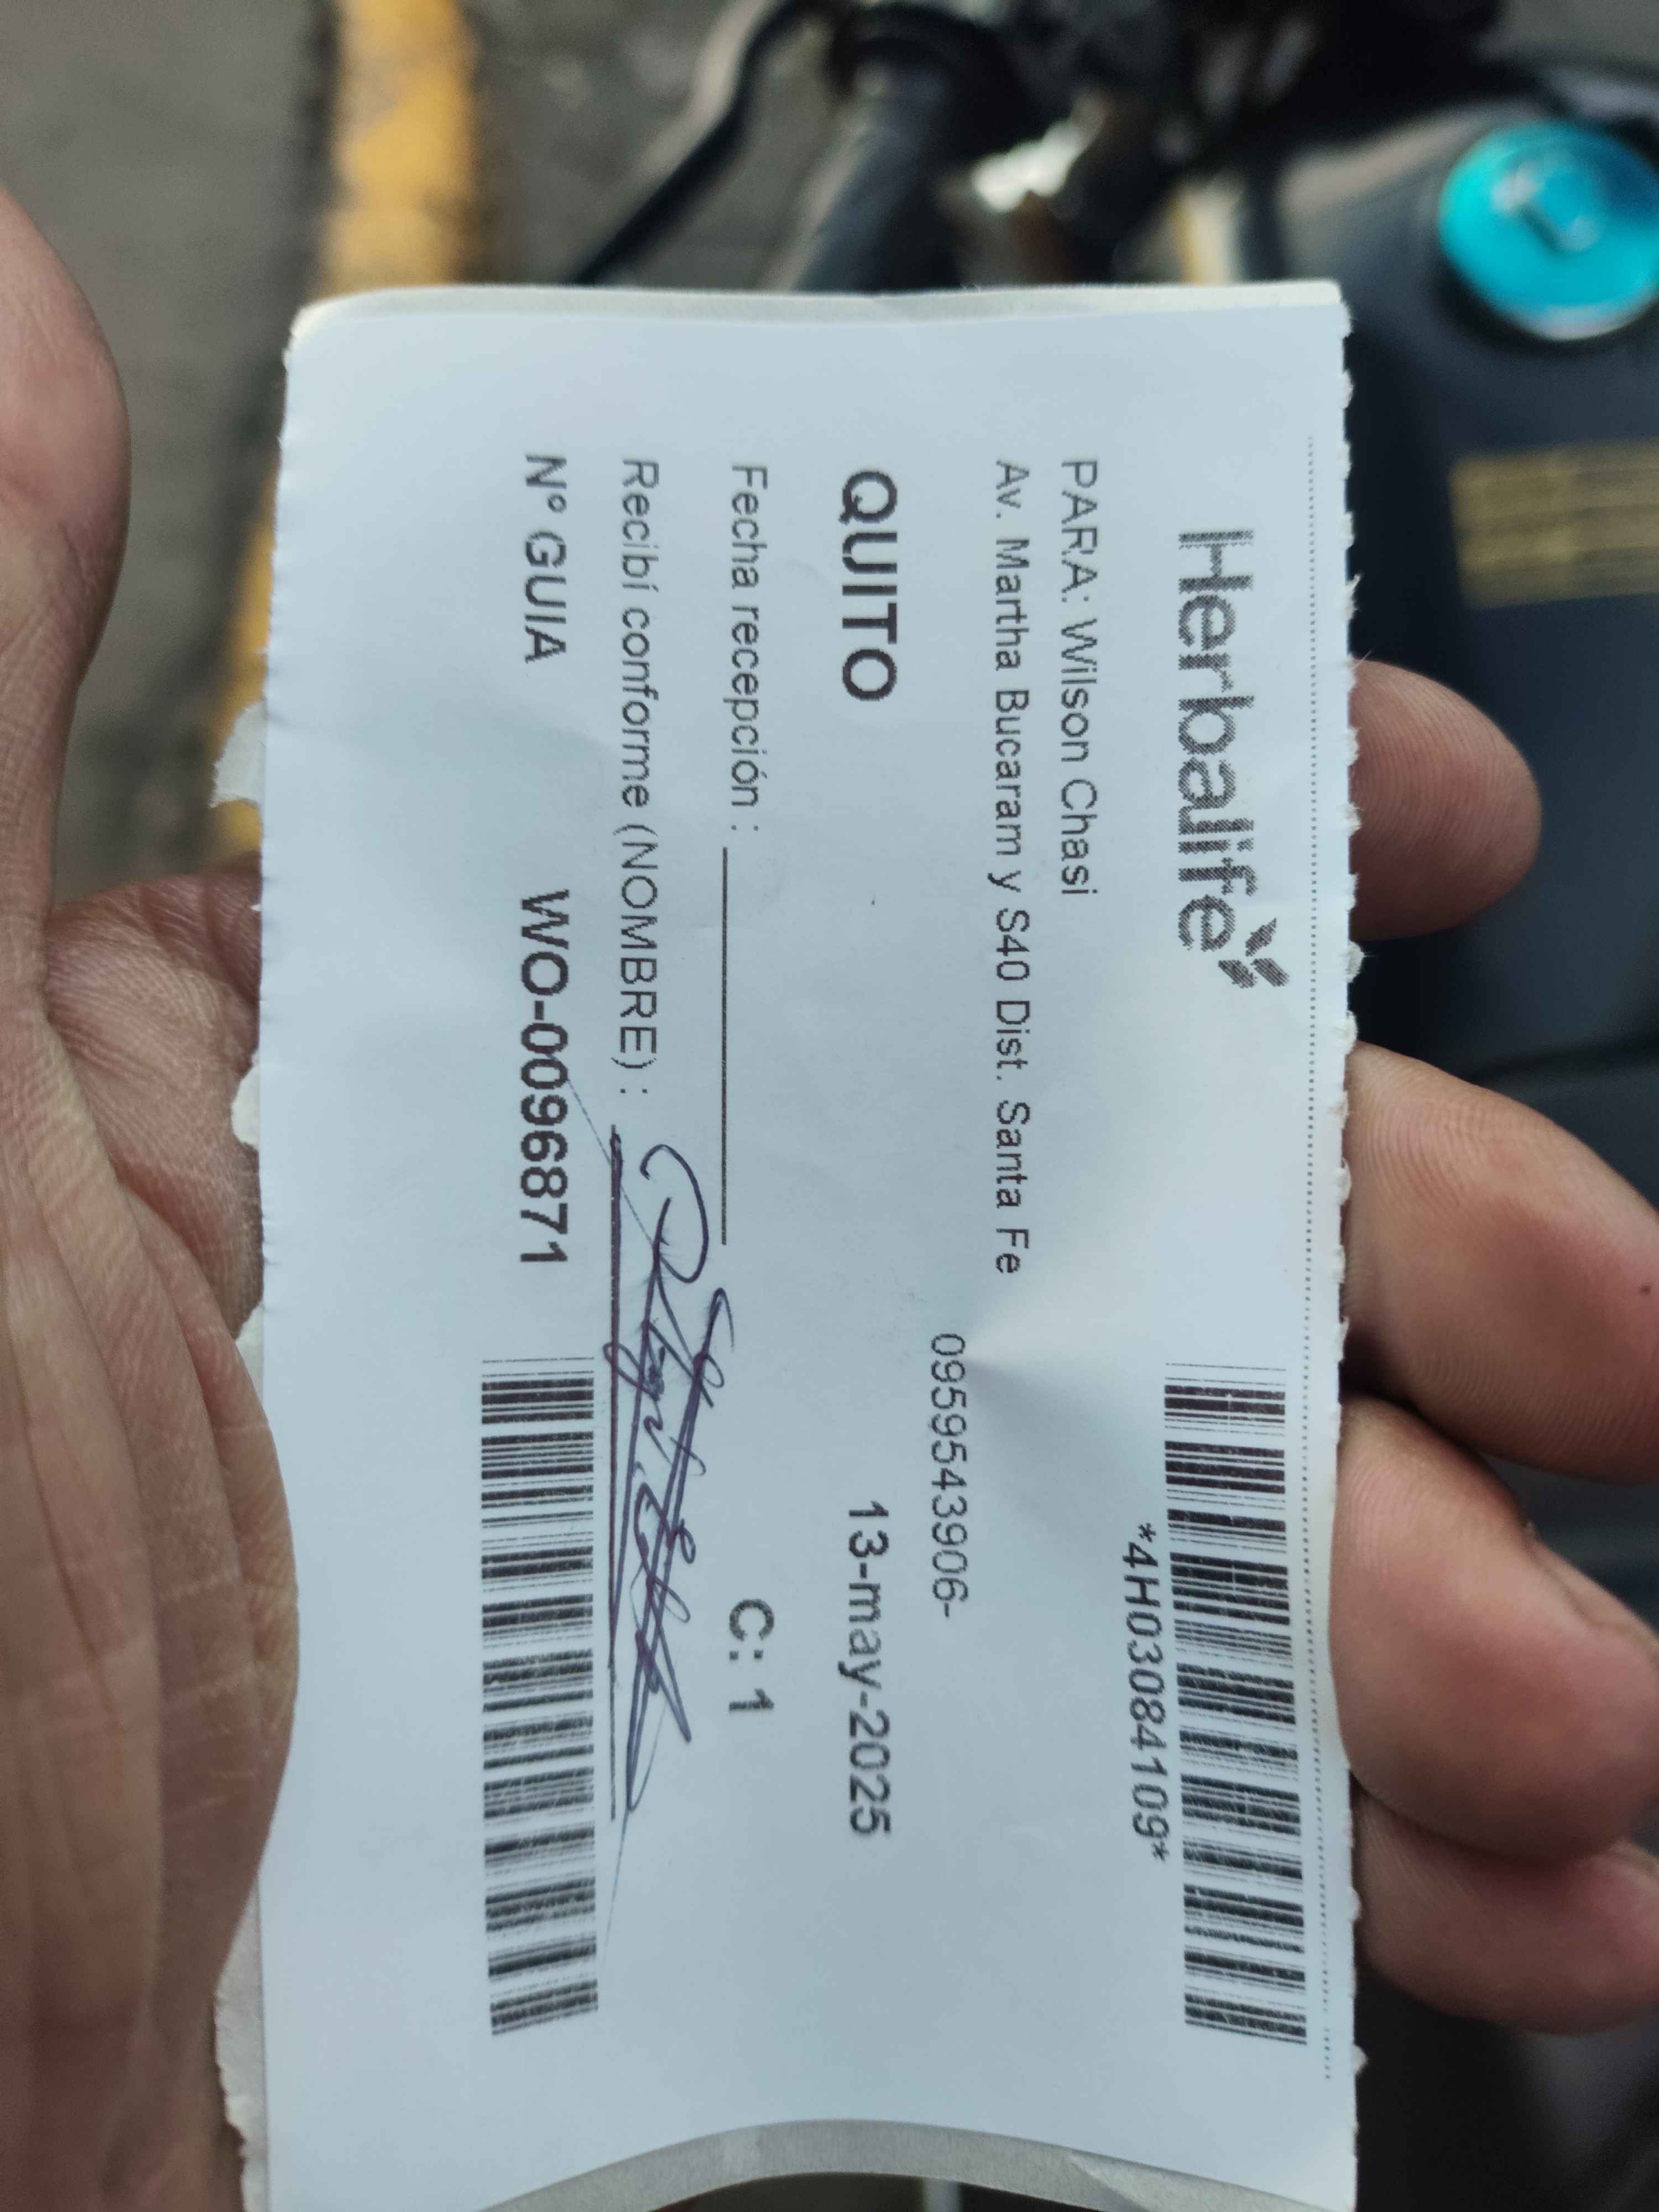 Herbalife
*4H03084109*
PARA: Wilson Chasi
Av. Martha Bucaram y S40 Dist. Santa Fe
0959543906-
QUITO 13-may-2025
Fecha recepción : C: 1
Recibí conforme (NOMBRE) :
Nº GUIA WO-0096871